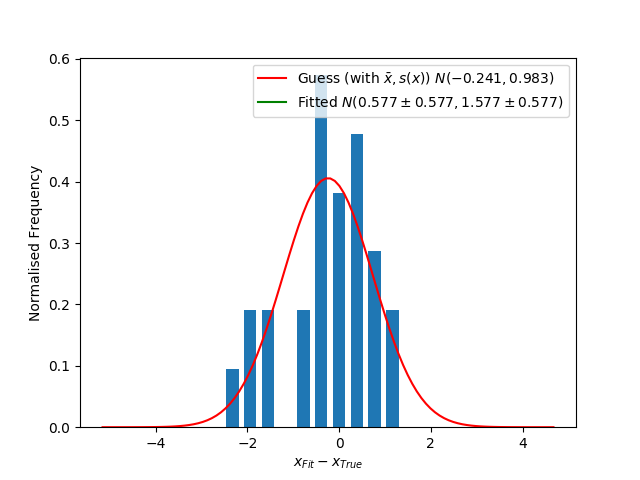 Guess (with x̄, s(x)) N(−0.241, 0.983)
Fitted N(0.577 ± 0.577, 1.577 ± 0.577)
0.6
0.5
0.4
0.3
0.2
0.1
0.0
Normalised Frequency
−4 −2 0 2 4
x_Fit − x_True